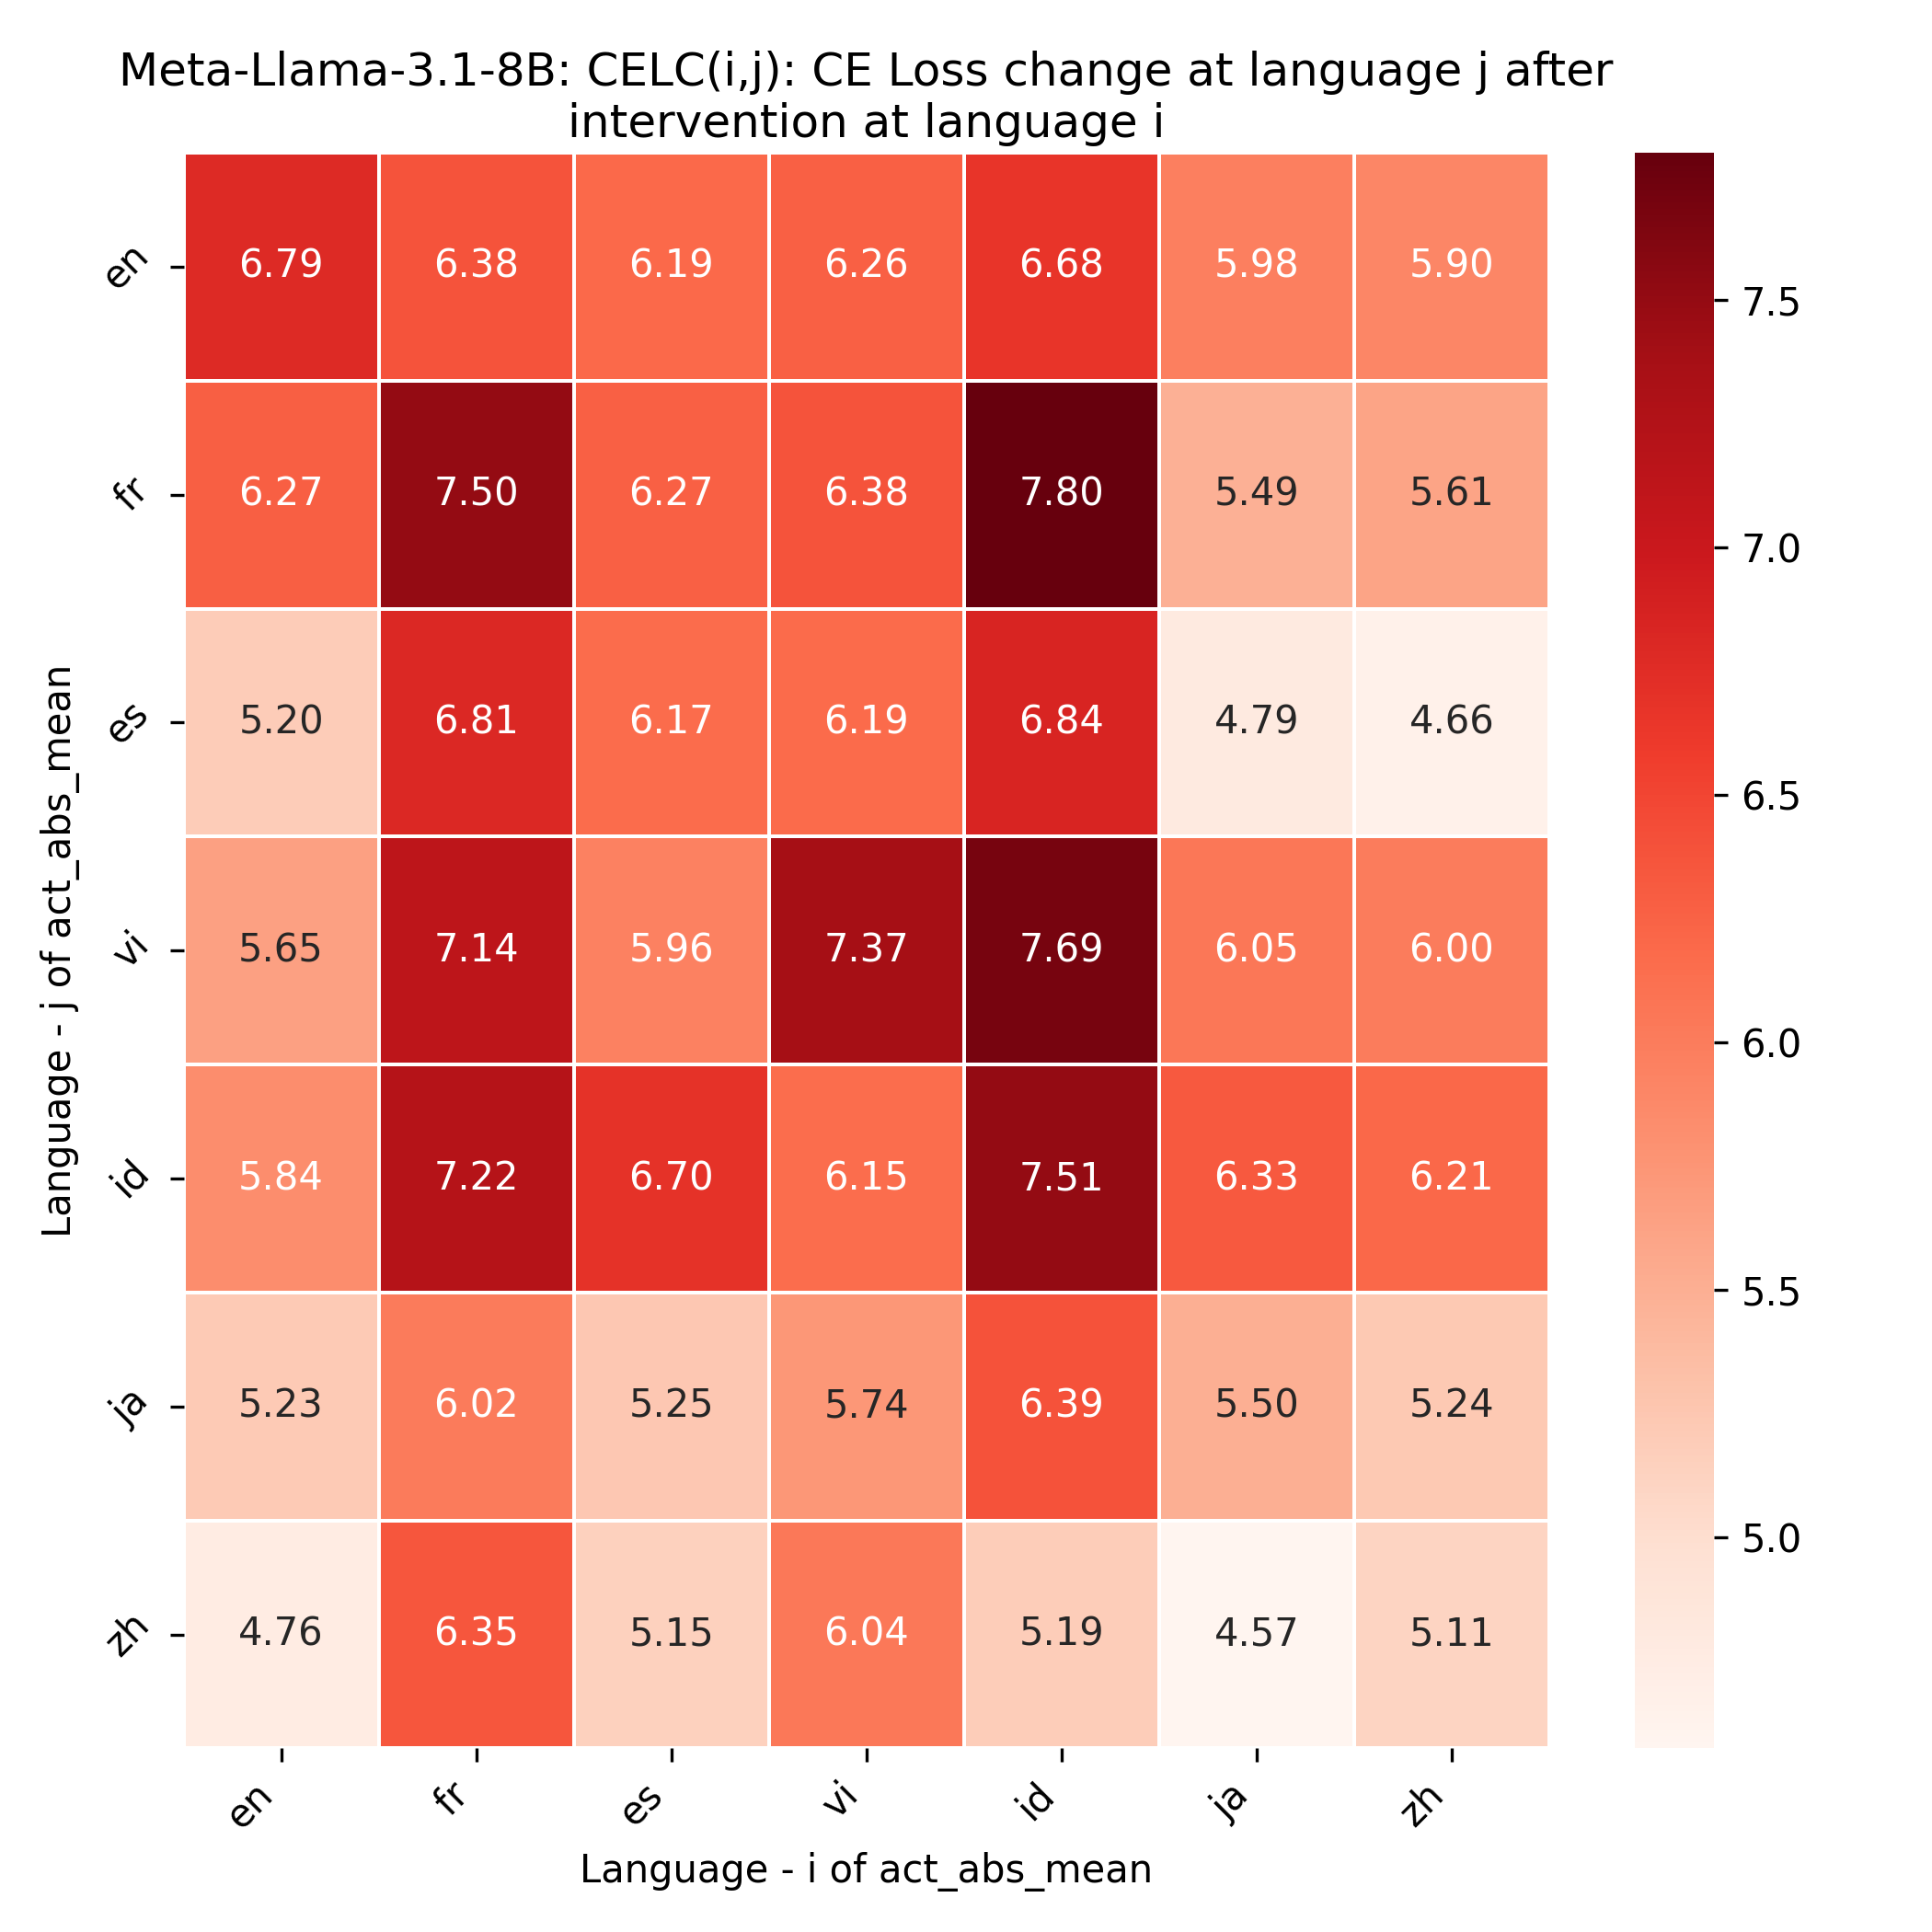 Meta-Llama-3.1-8B: CELC(i,j): CE Loss change at language j after
intervention at language i
Language - j of act_abs_mean
en 6.79 6.38 6.19 6.26 6.68 5.98 5.90
fr 6.27 7.50 6.27 6.38 7.80 5.49 5.61
es 5.20 6.81 6.17 6.19 6.84 4.79 4.66
vi 5.65 7.14 5.96 7.37 7.69 6.05 6.00
id 5.84 7.22 6.70 6.15 7.51 6.33 6.21
ja 5.23 6.02 5.25 5.74 6.39 5.50 5.24
zh 4.76 6.35 5.15 6.04 5.19 4.57 5.11
en fr es vi id ja zh
Language - i of act_abs_mean
7.5
7.0
6.5
6.0
5.5
5.0